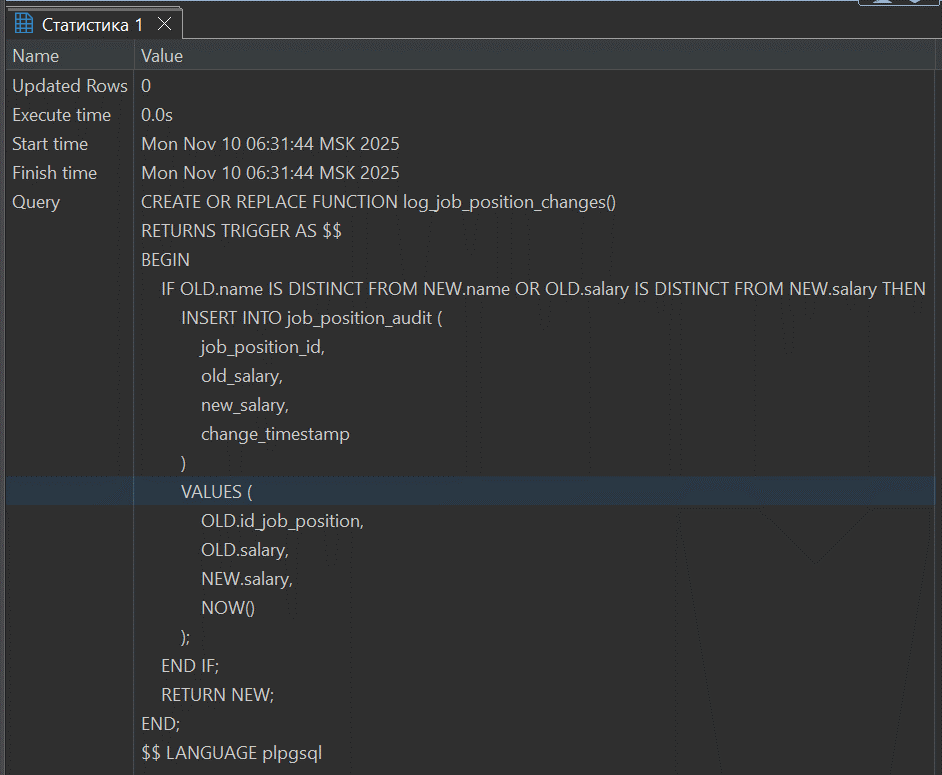 Статистика 1
Name Value
Updated Rows 0
Execute time 0.0s
Start time Mon Nov 10 06:31:44 MSK 2025
Finish time Mon Nov 10 06:31:44 MSK 2025
Query CREATE OR REPLACE FUNCTION log_job_position_changes()
RETURNS TRIGGER AS $$
BEGIN
IF OLD.name IS DISTINCT FROM NEW.name OR OLD.salary IS DISTINCT FROM NEW.salary THEN
INSERT INTO job_position_audit (
job_position_id,
old_salary,
new_salary,
change_timestamp
)
VALUES (
OLD.id_job_position,
OLD.salary,
NEW.salary,
NOW()
);
END IF;
RETURN NEW;
END;
$$ LANGUAGE plpgsql